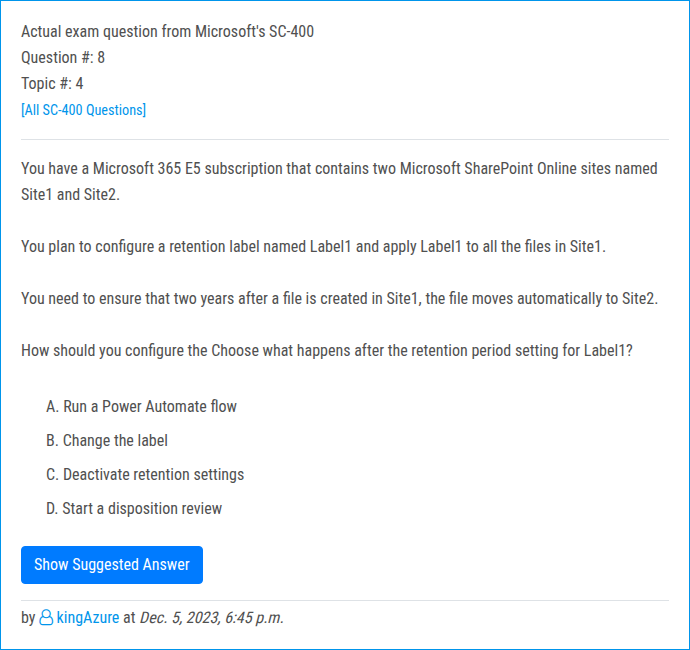 Actual exam question from Microsoft's SC-400
Question #: 8
Topic #: 4
[All SC-400 Questions]
You have a Microsoft 365 E5 subscription that contains two Microsoft SharePoint Online sites named
Site1 and Site2.
You plan to configure a retention label named Label1 and apply Label1 to all the files in Site1.
You need to ensure that two years after a file is created in Site1, the file moves automatically to Site2.
How should you configure the Choose what happens after the retention period setting for Label1?
A. Run a Power Automate flow
B. Change the label
C. Deactivate retention settings
D. Start a disposition review
Show Suggested Answer
by kingAzure at Dec. 5, 2023, 6:45 p.m.